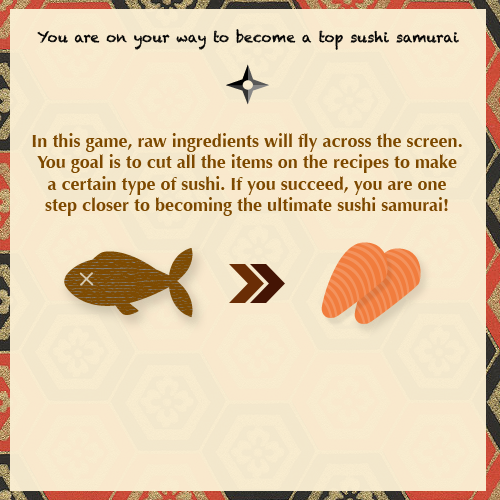 You are on your way to become a top sushi samurai
In this game, raw ingredients will fly across the screen.
You goal is to cut all the items on the recipes to make
a certain type of sushi. If you succeed, you are one
step closer to becoming the ultimate sushi samurai!